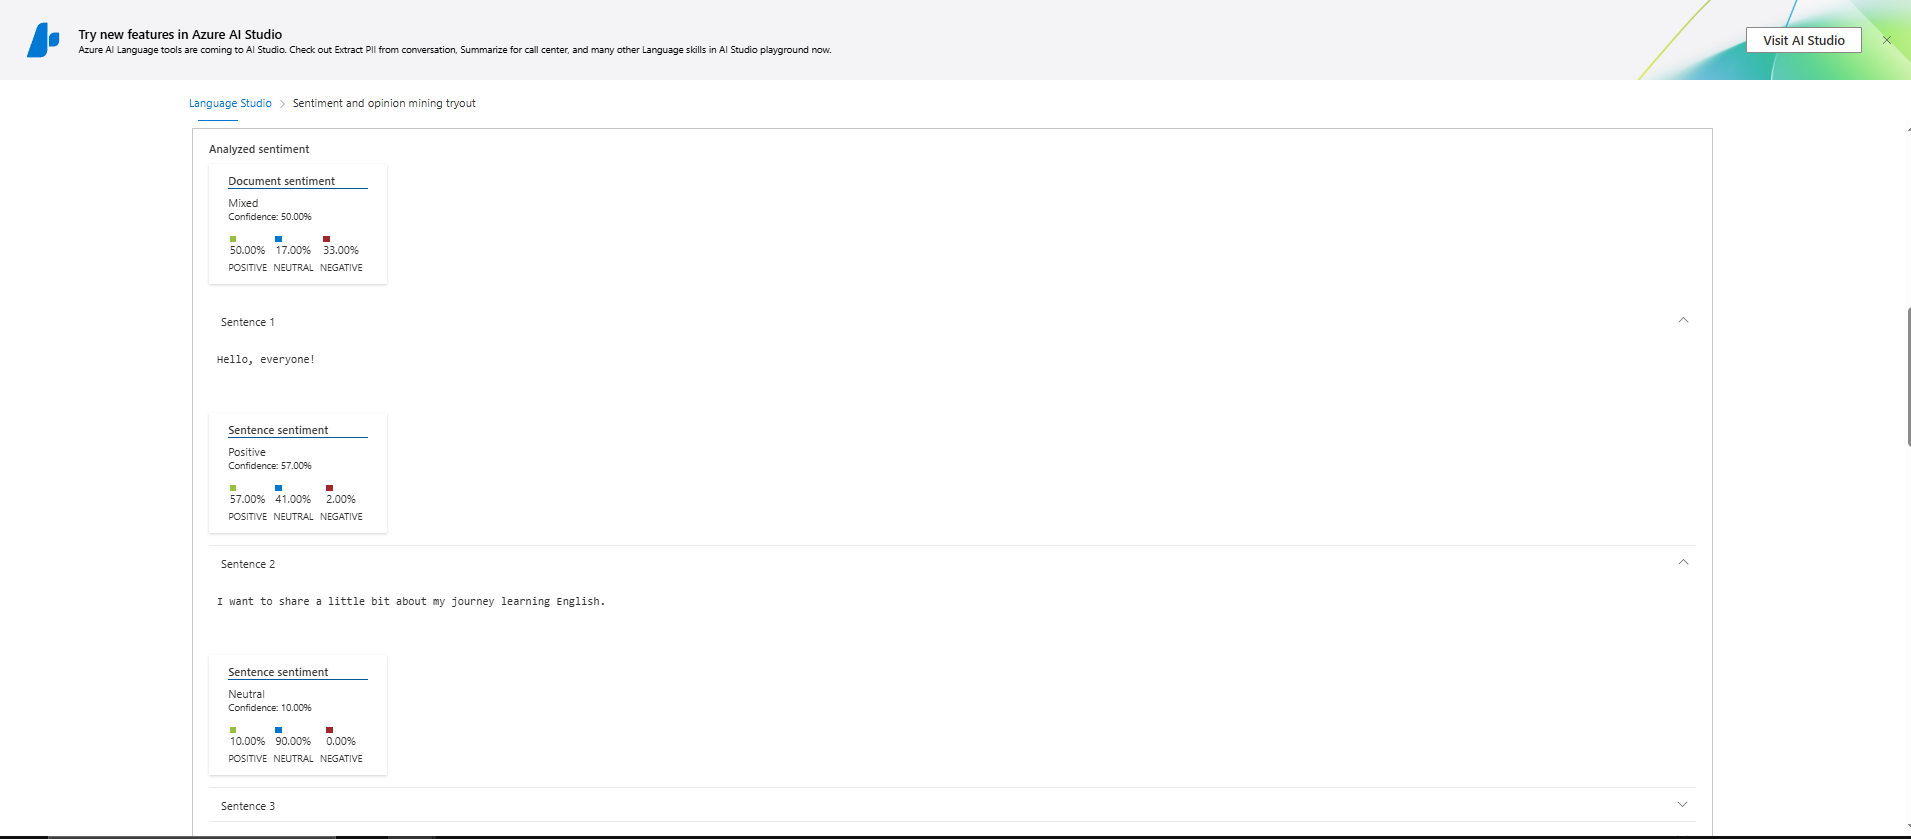 Try new features in Azure AI Studio
Azure AI Language tools are coming to AI Studio. Check out Extract PII from conversation, Summarize for call center, and many other Language skills in AI Studio playground now.
Visit AI Studio
Language Studio > Sentiment and opinion mining tryout
Analyzed sentiment
Document sentiment
Mixed
Confidence: 50.00%
50.00% 17.00% 33.00%
POSITIVE NEUTRAL NEGATIVE
Sentence 1
Hello, everyone!
Sentence sentiment
Positive
Confidence: 57.00%
57.00% 41.00% 2.00%
POSITIVE NEUTRAL NEGATIVE
Sentence 2
I want to share a little bit about my journey learning English.
Sentence sentiment
Neutral
Confidence: 10.00%
10.00% 90.00% 0.00%
POSITIVE NEUTRAL NEGATIVE
Sentence 3